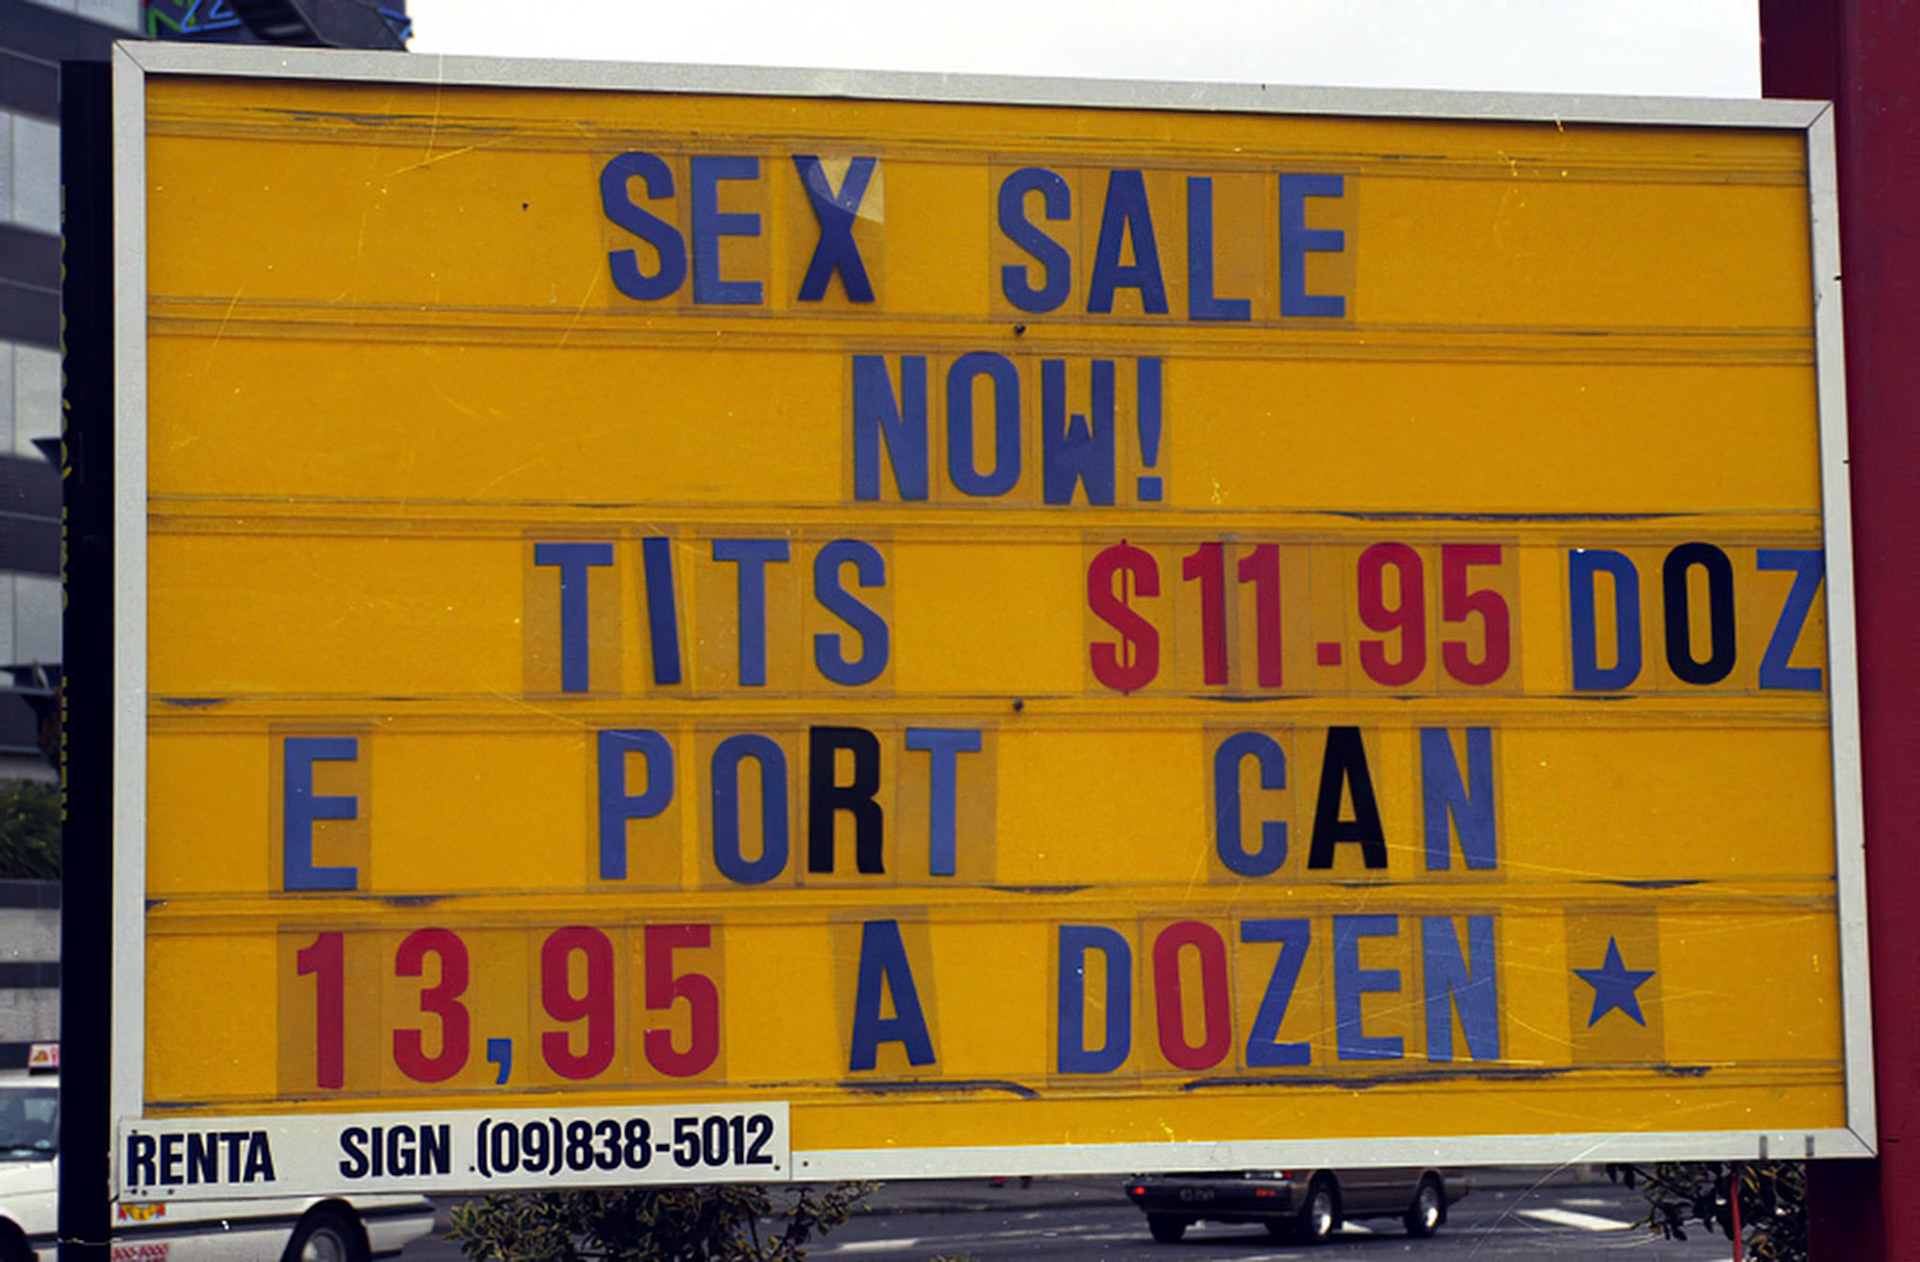 SEX SALE
NOW!
TITS $11.95 DOZ
E PORT CAN
13,95 A DOZEN ★
RENTA SIGN (09)838-5012